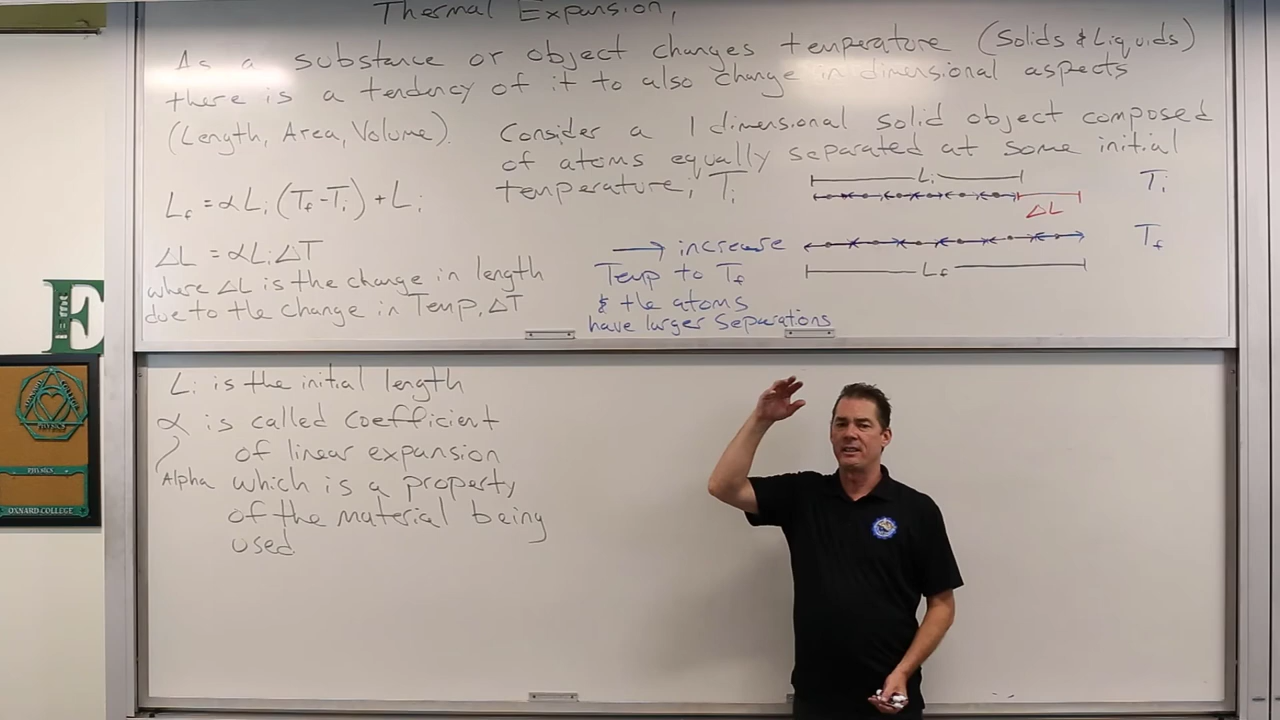 Thermal Expansion,
As a substance or object changes temperature (Solids & Liquids)
there is a tendency of it to also change in dimensional aspects
(Length, Area, Volume).
Consider a 1 dimensional solid object composed
of atoms equally separated at some initial
temperature, Ti
Li
Ti
ΔL
Tf
Lf
Lf = αLi (Tf-Ti) + Li
ΔL = αLiΔT
where ΔL is the change in length
due to the change in Temp, ΔT
→ increase
Temp to Tf
& the atoms
have larger separations
Li is the initial length
α is called coefficient
of linear expansion
Alpha which is a property
of the material being
used
E
PHYSICS
PHYSICS
OXNARD COLLEGE